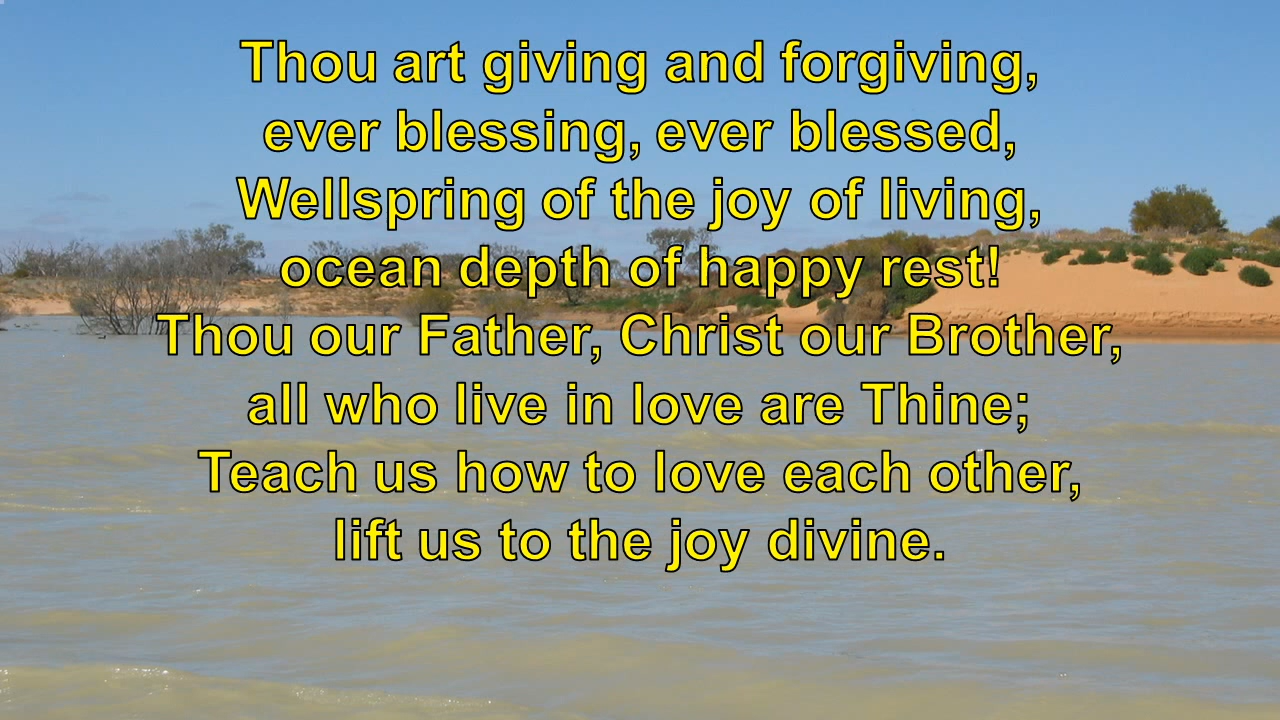 Thou art giving and forgiving,
ever blessing, ever blessed,
Wellspring of the joy of living,
ocean depth of happy rest!
Thou our Father, Christ our Brother,
all who live in love are Thine;
Teach us how to love each other,
lift us to the joy divine.